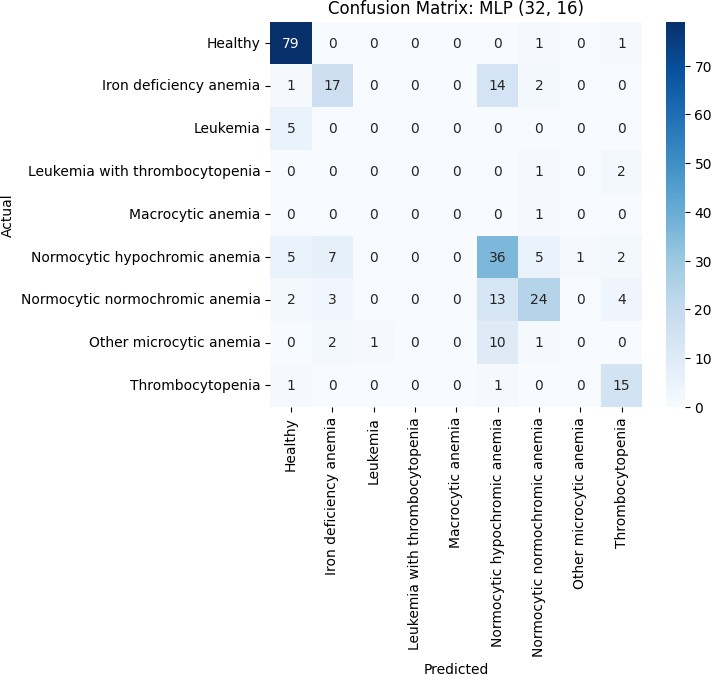 Confusion Matrix: MLP (32, 16)
Actual
Healthy 79 0 0 0 0 0 1 0 1
Iron deficiency anemia 1 17 0 0 0 14 2 0 0
Leukemia 5 0 0 0 0 0 0 0 0
Leukemia with thrombocytopenia 0 0 0 0 0 0 1 0 2
Macrocytic anemia 0 0 0 0 0 0 1 0 0
Normocytic hypochromic anemia 5 7 0 0 0 36 5 1 2
Normocytic normochromic anemia 2 3 0 0 0 13 24 0 4
Other microcytic anemia 0 2 1 0 0 10 1 0 0
Thrombocytopenia 1 0 0 0 0 1 0 0 15
Healthy
Iron deficiency anemia
Leukemia
Leukemia with thrombocytopenia
Macrocytic anemia
Normocytic hypochromic anemia
Normocytic normochromic anemia
Other microcytic anemia
Thrombocytopenia
Predicted
70
60
50
40
30
20
10
0